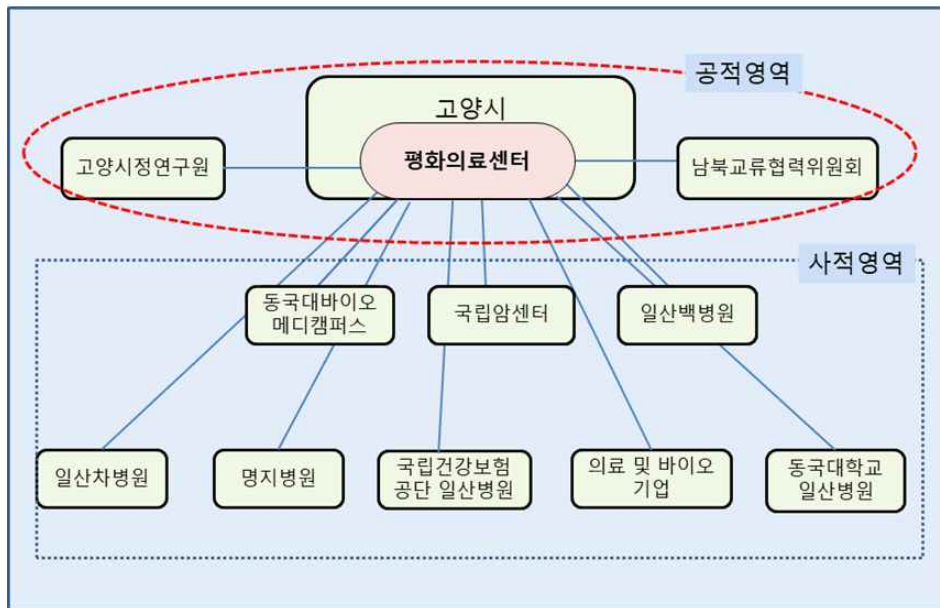 공적영역
고양시
평화의료센터
고양시정연구원
남북교류협력위원회
사적영역
동국대바이오
메디캠퍼스
국립암센터
일산백병원
일산차병원
명지병원
국립건강보험
공단 일산병원
의료 및 바이오
기업
동국대학교
일산병원